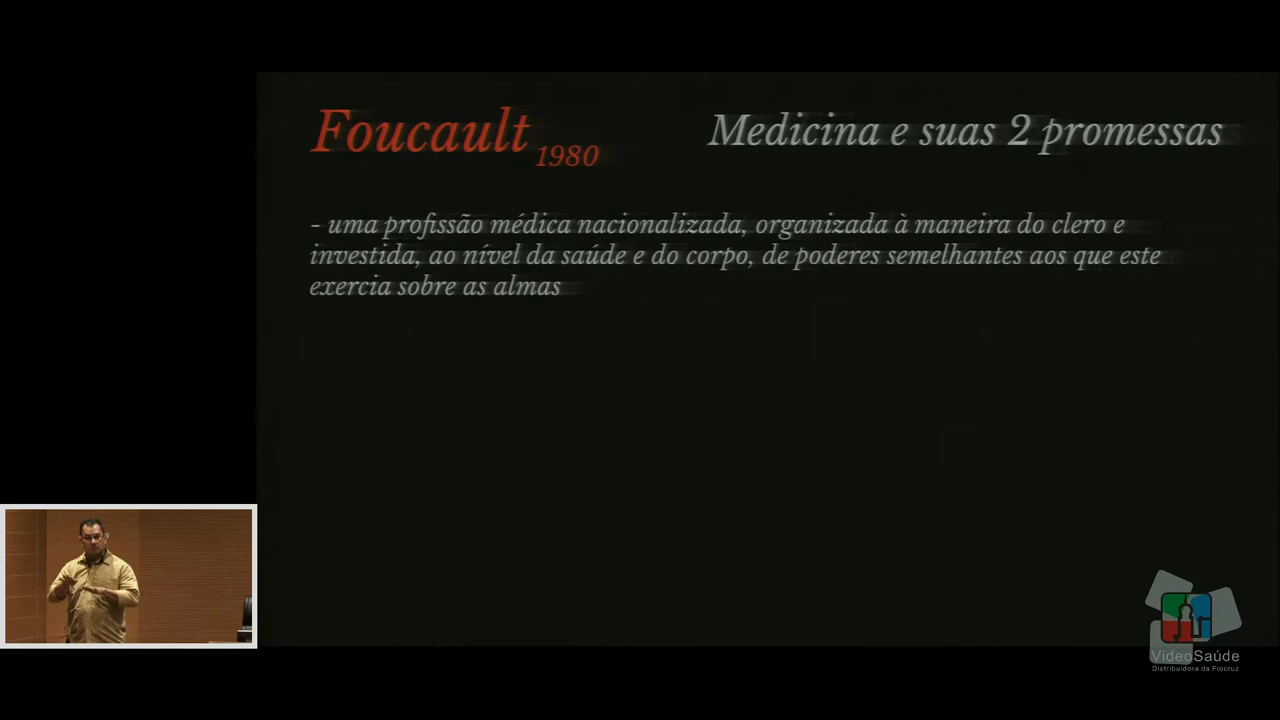 Foucault 1980
Medicina e suas 2 promessas
- uma profissão médica nacionalizada, organizada à maneira do clero e
investida, ao nível da saúde e do corpo, de poderes semelhantes aos que este
exercia sobre as almas
VideoSaúde
Distribuidora da Fiocruz